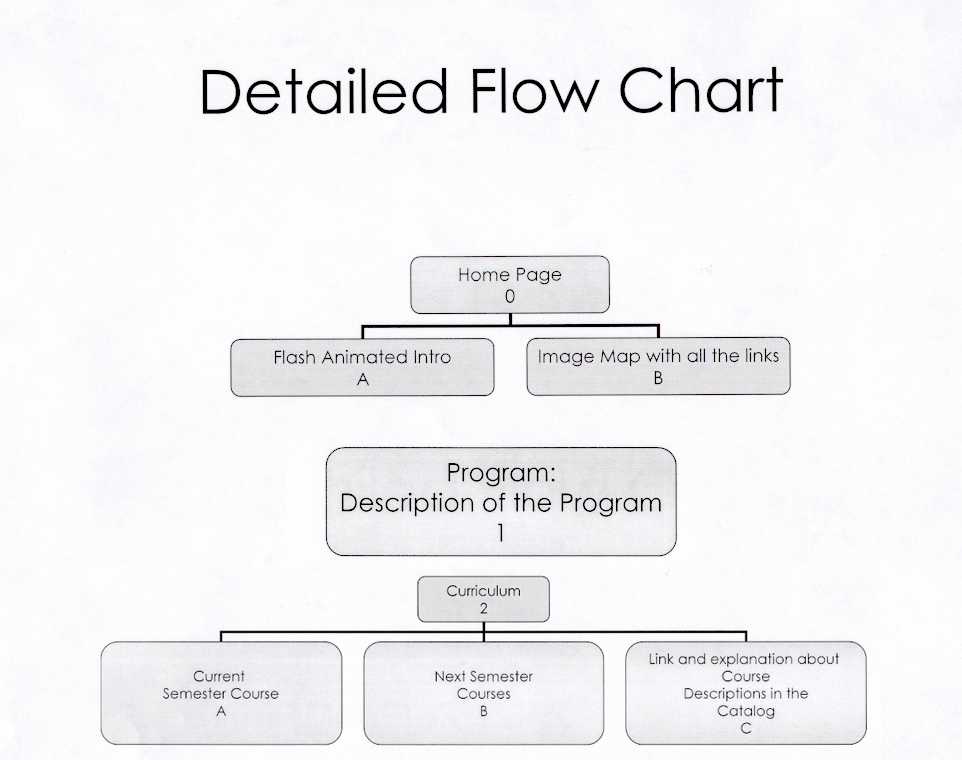 Detailed Flow Chart
Home Page
0
Flash Animated Intro
A
Image Map with all the links
B
Program:
Description of the Program
1
Curriculum
2
Current
Semester Course
A
Next Semester
Courses
B
Link and explanation about
Course
Descriptions in the
Catalog
C